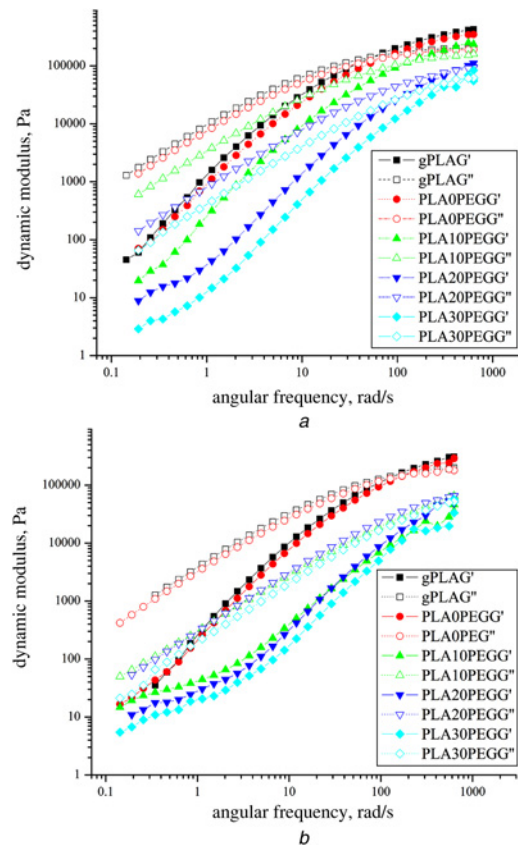 a
dynamic modulus, Pa
100000
10000
1000
100
10
1
gPLAG'
gPLAG"
PLA0PEGG'
PLA0PEGG"
PLA10PEGG'
PLA10PEGG"
PLA20PEGG'
PLA20PEGG"
PLA30PEGG'
PLA30PEGG"
0.1 1 10 100 1000
angular frequency, rad/s
a
dynamic modulus, Pa
100000
10000
1000
100
10
1
gPLAG'
gPLAG"
PLA0PEGG'
PLA0PEG"
PLA10PEGG'
PLA10PEGG"
PLA20PEGG'
PLA20PEGG"
PLA30PEGG'
PLA30PEGG"
0.1 1 10 100 1000
angular frequency, rad/s
b